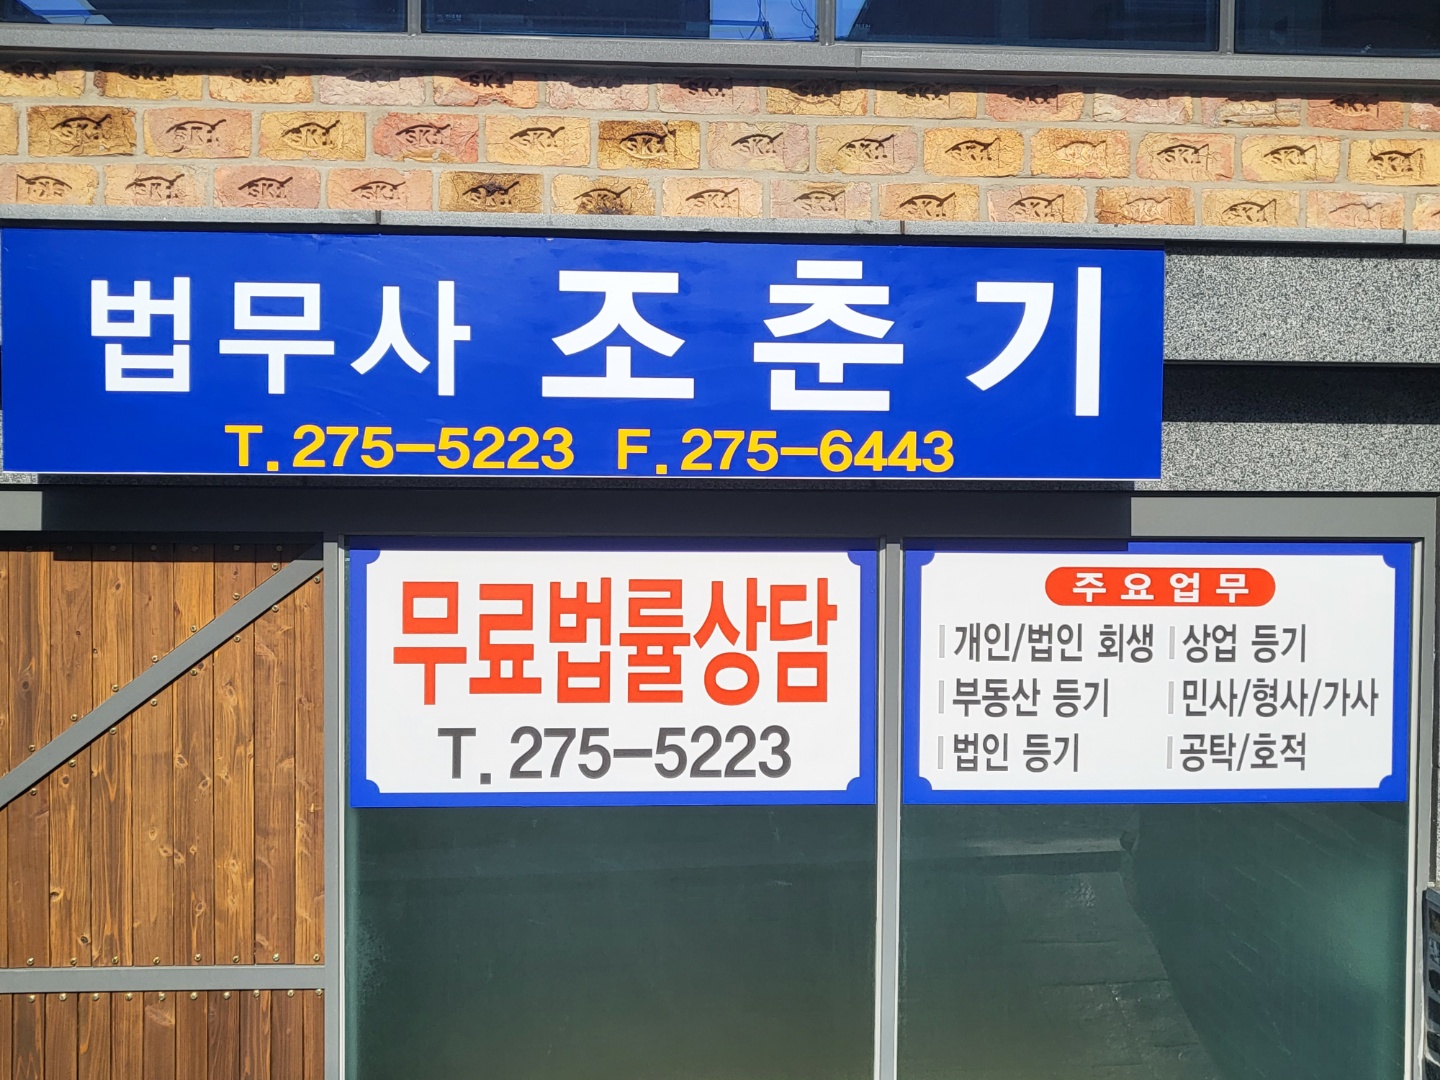 법무사 조춘기
T. 275-5223 F. 275-6443
무료법률상담
T. 275-5223
주요업무
개인/법인 회생
부동산 등기
법인 등기
상업 등기
민사/형사/가사
공탁/호적